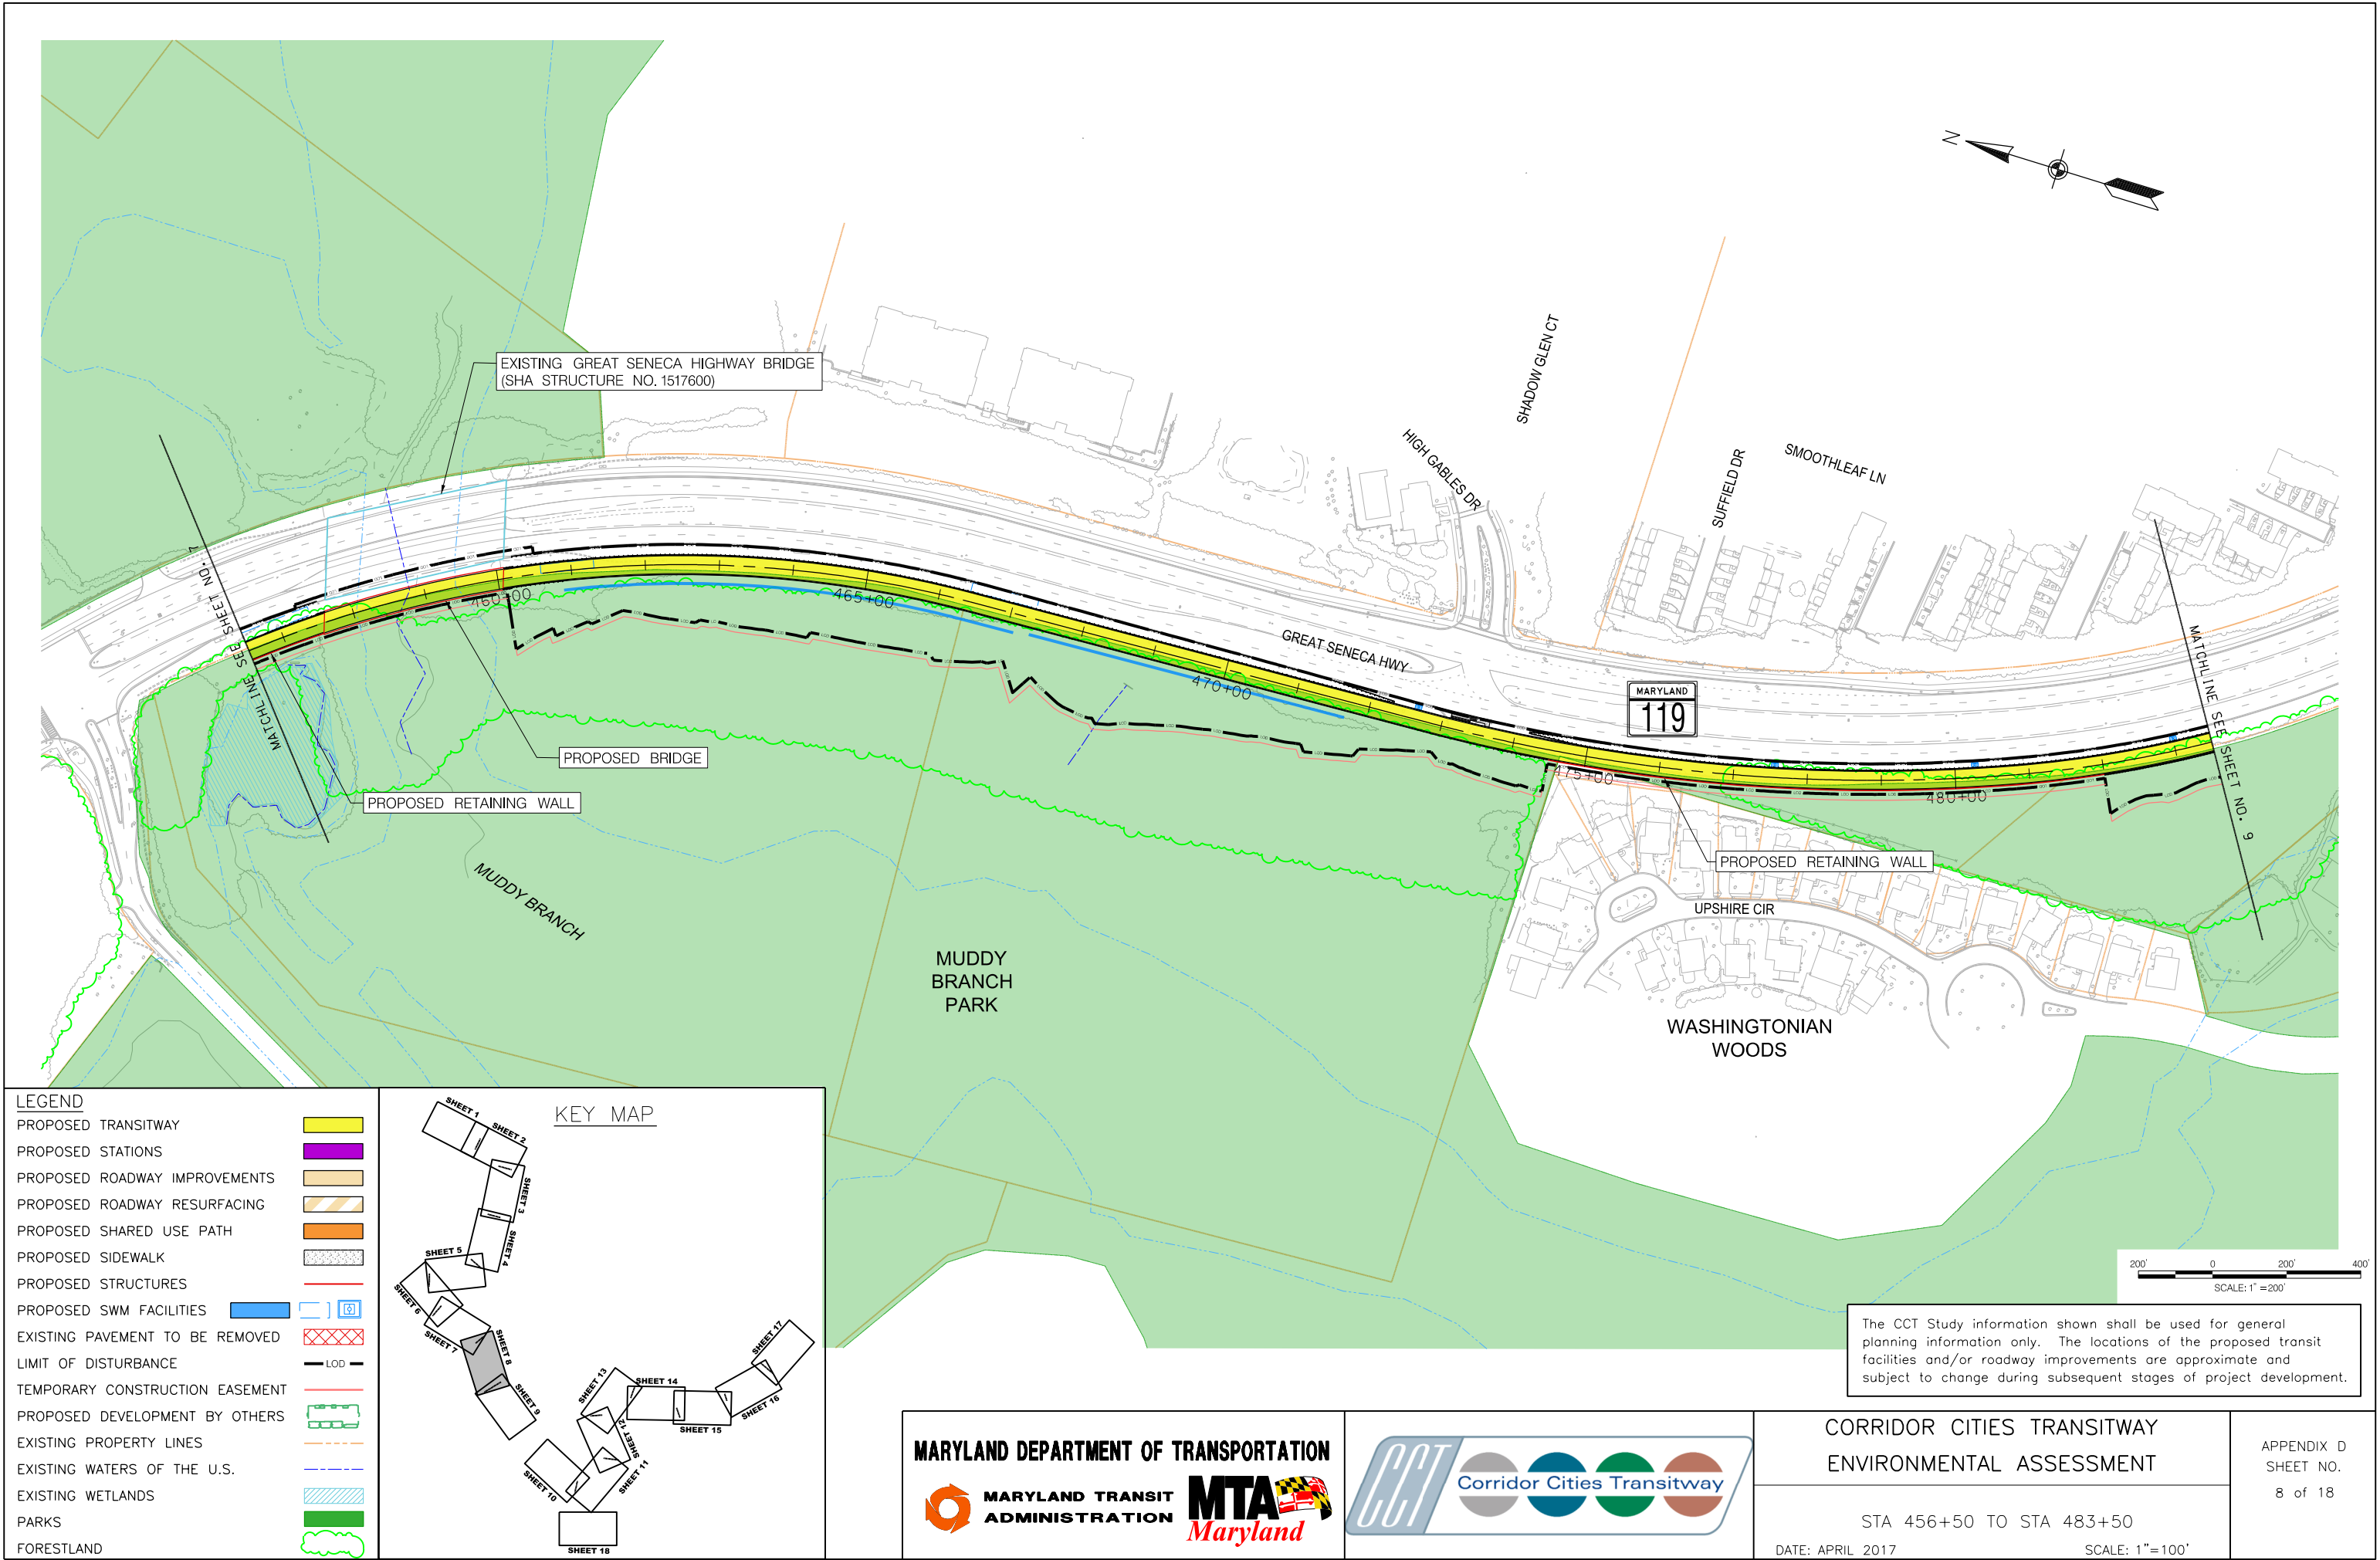 EXISTING GREAT SENECA HIGHWAY BRIDGE
(SHA STRUCTURE NO. 1517600)
N
SHADOW GLEN CT
HIGH GABLES DR
SUFFIELD DR
SMOOTHLEAF LN
MATCHLINE SEE SHEET NO. 7
MATCHLINE SEE SHEET NO. 9
460+00
465+00
470+00
475+00
480+00
GREAT SENECA HWY
MARYLAND
119
PROPOSED BRIDGE
PROPOSED RETAINING WALL
PROPOSED RETAINING WALL
MUDDY BRANCH
UPSHIRE CIR
MUDDY
BRANCH
PARK
WASHINGTONIAN
WOODS
LEGEND
PROPOSED TRANSITWAY
PROPOSED STATIONS
PROPOSED ROADWAY IMPROVEMENTS
PROPOSED ROADWAY RESURFACING
PROPOSED SHARED USE PATH
PROPOSED SIDEWALK
PROPOSED STRUCTURES
PROPOSED SWM FACILITIES
EXISTING PAVEMENT TO BE REMOVED
LIMIT OF DISTURBANCE LOD
TEMPORARY CONSTRUCTION EASEMENT
PROPOSED DEVELOPMENT BY OTHERS
EXISTING PROPERTY LINES
EXISTING WATERS OF THE U.S.
EXISTING WETLANDS
PARKS
FORESTLAND
KEY MAP
SHEET 1
SHEET 2
SHEET 3
SHEET 4
SHEET 5
SHEET 6
SHEET 7
SHEET 8
SHEET 9
SHEET 10
SHEET 11
SHEET 12
SHEET 13
SHEET 14
SHEET 15
SHEET 16
SHEET 17
SHEET 18
200' 0 200' 400'
SCALE: 1" =200'
The CCT Study information shown shall be used for general
planning information only. The locations of the proposed transit
facilities and/or roadway improvements are approximate and
subject to change during subsequent stages of project development.
MARYLAND DEPARTMENT OF TRANSPORTATION
MARYLAND TRANSIT
ADMINISTRATION
MTA
Maryland
CCT
Corridor Cities Transitway
CORRIDOR CITIES TRANSITWAY
ENVIRONMENTAL ASSESSMENT
STA 456+50 TO STA 483+50
DATE: APRIL 2017 SCALE: 1"=100'
APPENDIX D
SHEET NO.
8 of 18